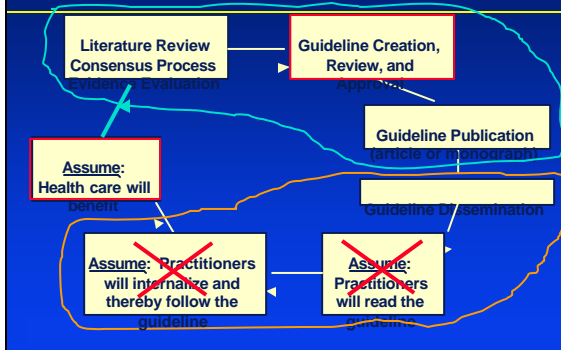 Literature Review
Consensus Process
Evidence Evaluation
Guideline Creation,
Review, and
Approval
Guideline Publication
(article or monograph)
Guideline Dissemination
Assume:
Practitioners
will read the
guideline
Assume: Practitioners
will internalize and
thereby follow the
guideline
Assume:
Health care will
benefit